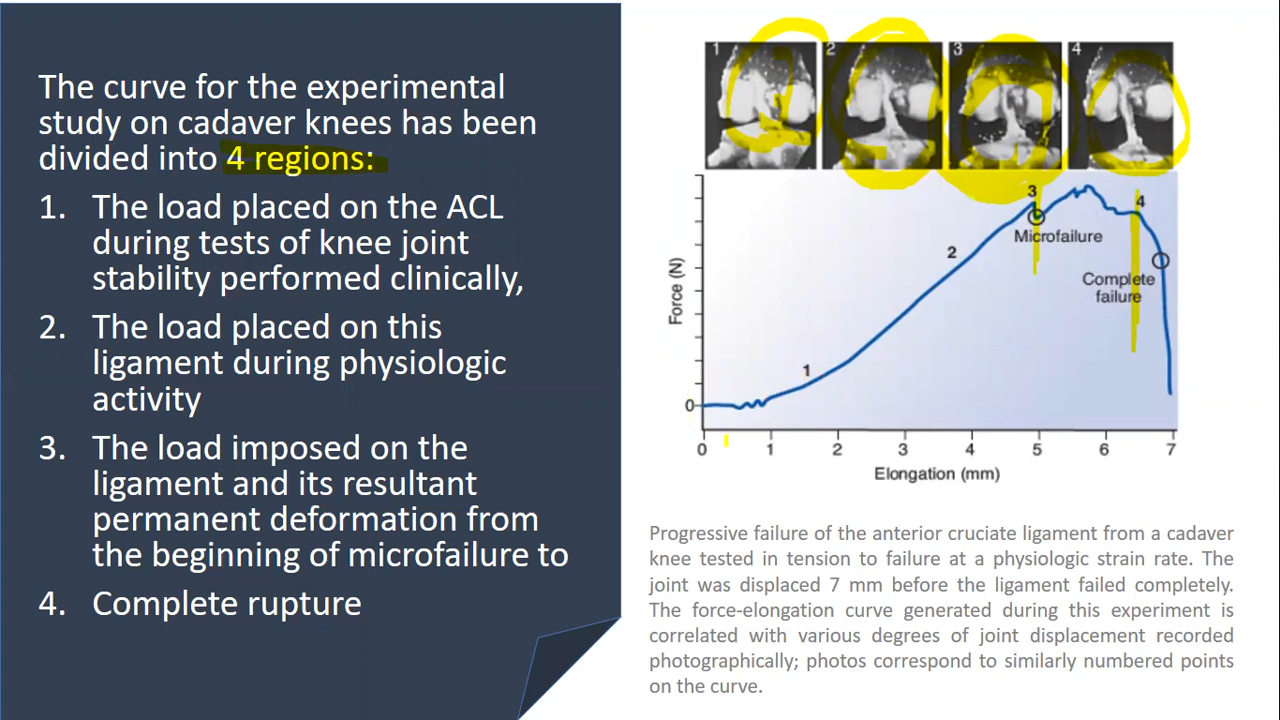 The curve for the experimental
study on cadaver knees has been
divided into 4 regions:
1. The load placed on the ACL
during tests of knee joint
stability performed clinically,
2. The load placed on this
ligament during physiologic
activity
3. The load imposed on the
ligament and its resultant
permanent deformation from
the beginning of microfailure to
4. Complete rupture
1 2 3 4
3
4
Microfailure
2
Complete
failure
Force (N)
1
0
0 1 2 3 4 5 6 7
Elongation (mm)
Progressive failure of the anterior cruciate ligament from a cadaver
knee tested in tension to failure at a physiologic strain rate. The
joint was displaced 7 mm before the ligament failed completely.
The force-elongation curve generated during this experiment is
correlated with various degrees of joint displacement recorded
photographically; photos correspond to similarly numbered points
on the curve.